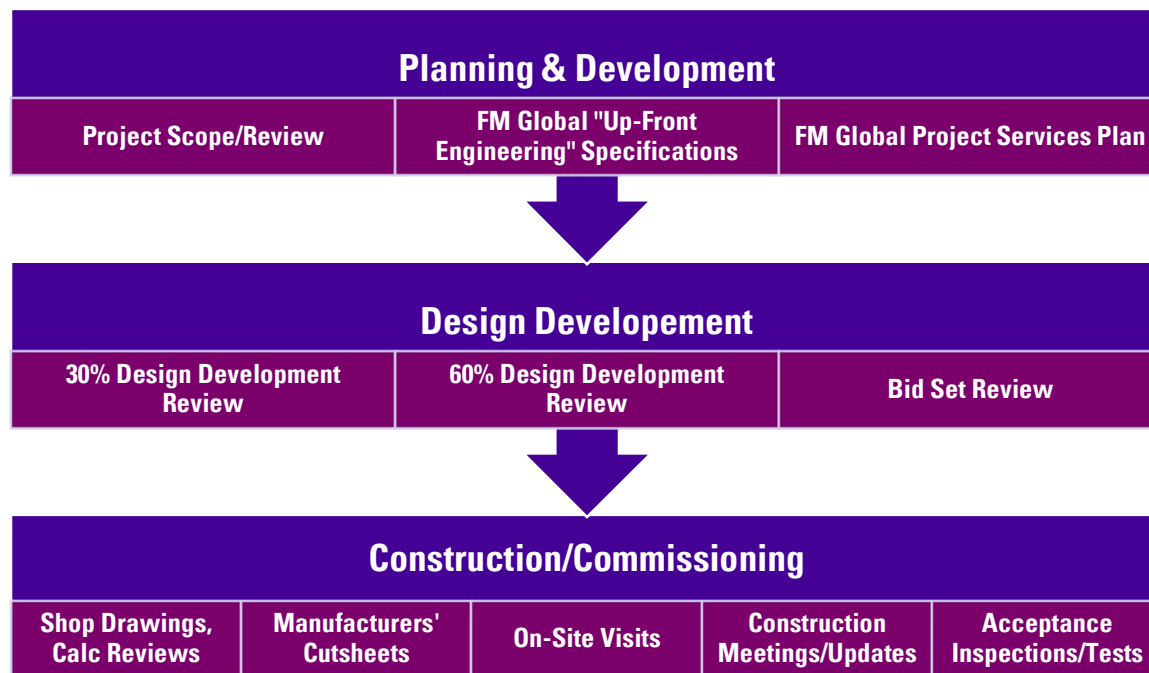 Planning & Development
Project Scope/Review
FM Global "Up-Front
Engineering" Specifications
FM Global Project Services Plan
Design Developement
30% Design Development
Review
60% Design Development
Review
Bid Set Review
Construction/Commissioning
Shop Drawings,
Calc Reviews
Manufacturers'
Cutsheets
On-Site Visits
Construction
Meetings/Updates
Acceptance
Inspections/Tests